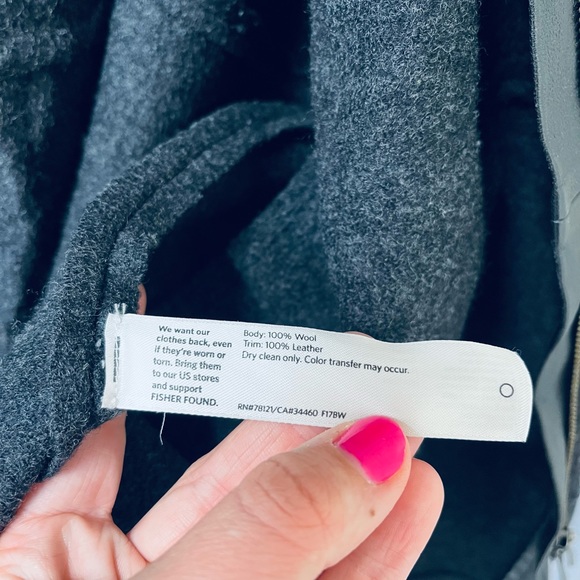 We want our
clothes back, even
if they're worn or
torn. Bring them
to our US stores
and support
FISHER FOUND.
Body: 100% Wool
Trim: 100% Leather
Dry clean only. Color transfer may occur.
RN#78121/CA#34460 F17BW